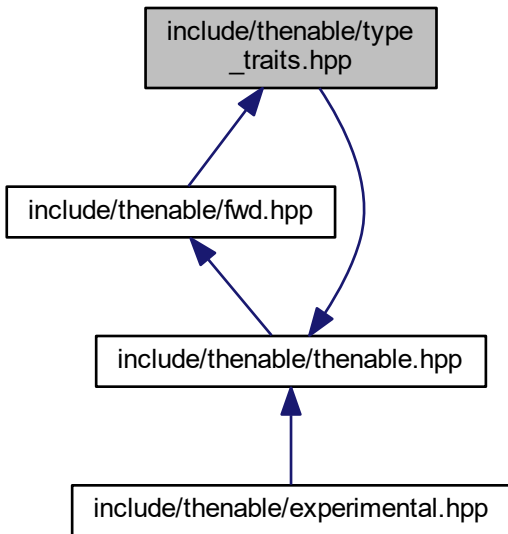 include/thenable/type
_traits.hpp
include/thenable/fwd.hpp
include/thenable/thenable.hpp
include/thenable/experimental.hpp